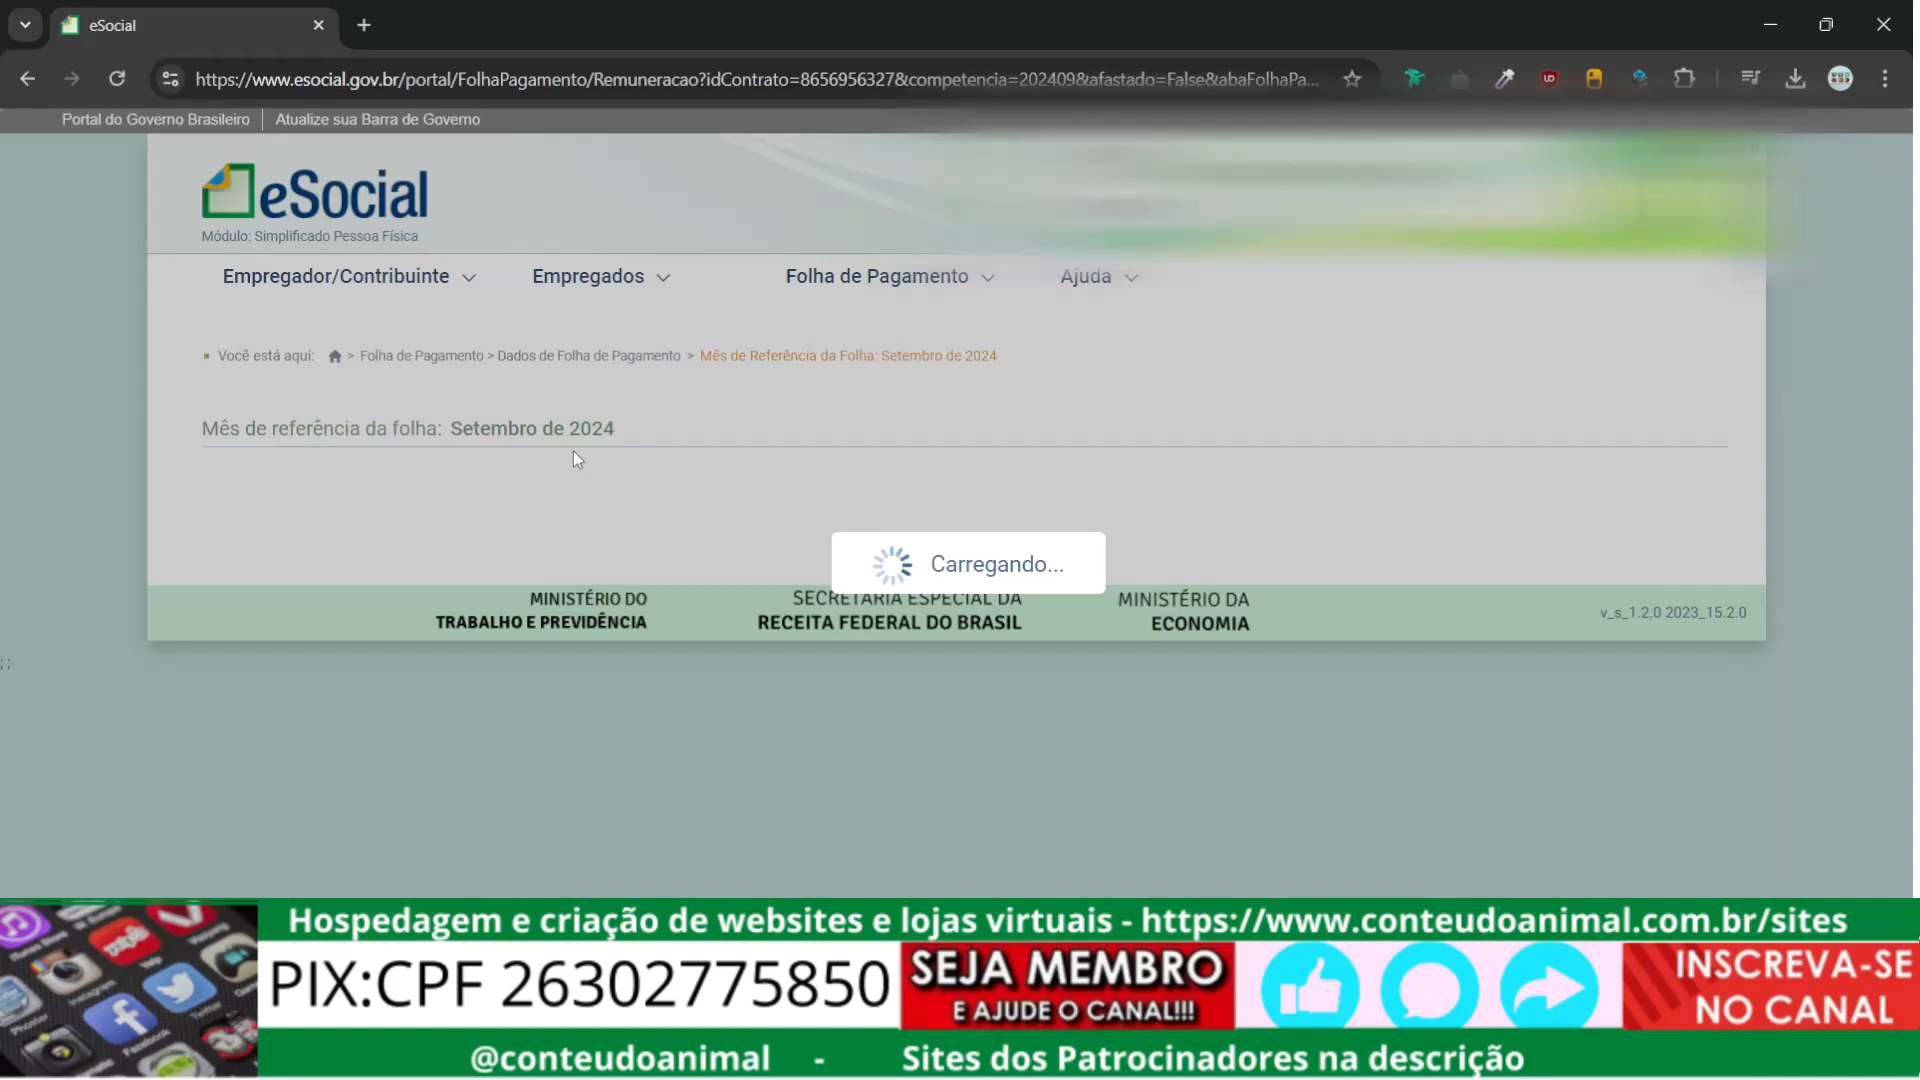 eSocial
https://www.esocial.gov.br/portal/FolhaPagamento/Remuneracao?idContrato=8656956327&competencia=202409&afastado=False&abaFolhaPa...
Portal do Governo Brasileiro
Atualize sua Barra de Governo
eSocial
Módulo: Simplificado Pessoa Física
Empregador/Contribuinte
Empregados
Folha de Pagamento
Ajuda
Você está aqui: > Folha de Pagamento > Dados de Folha de Pagamento > Mês de Referência da Folha: Setembro de 2024
Mês de referência da folha: Setembro de 2024
Carregando...
MINISTÉRIO DO
TRABALHO E PREVIDÊNCIA
SECRETARIA ESPECIAL DA
RECEITA FEDERAL DO BRASIL
MINISTÉRIO DA
ECONOMIA
v_s_1.2.0 2023_15.2.0
;;
Hospedagem e criação de websites e lojas virtuais - https://www.conteudoanimal.com.br/sites
PIX:CPF 26302775850
SEJA MEMBRO
E AJUDE O CANAL!!!
INSCREVA-SE
NO CANAL
@conteudoanimal - Sites dos Patrocinadores na descrição